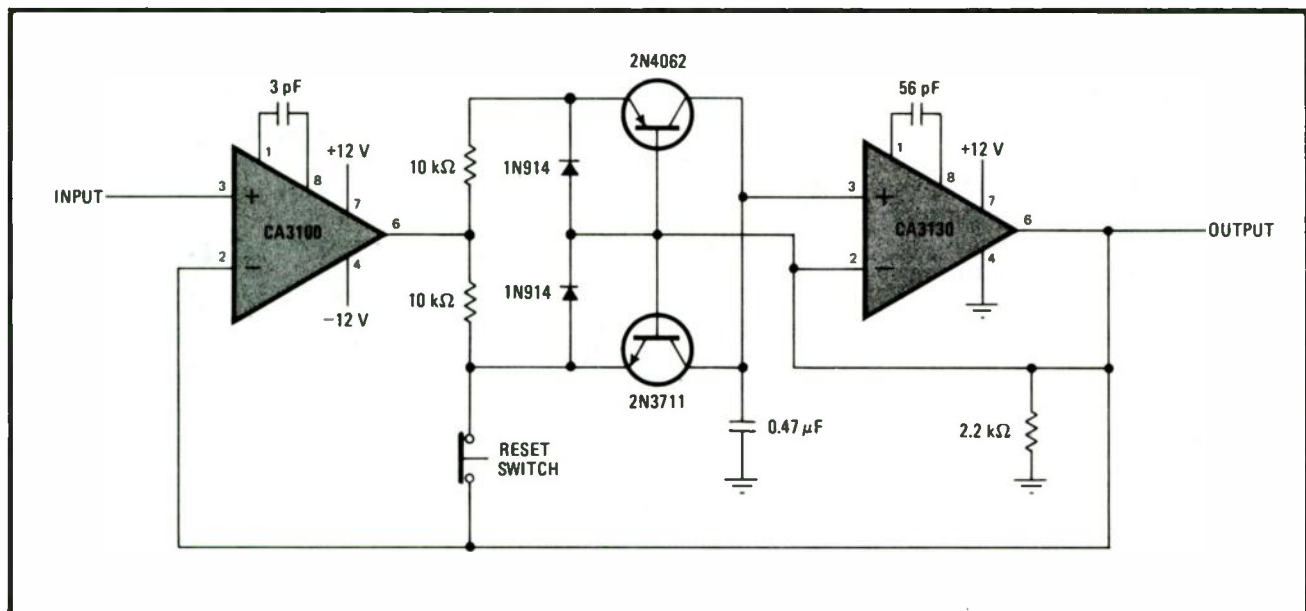 2N4062
3 pF
56 pF
1
8
+12 V
7
10 kΩ
1N914
1
8
+12 V
7
INPUT
3
+
CA3100
6
3
+
CA3130
6
OUTPUT
2
−
4
−12 V
10 kΩ
1N914
2
−
4
2N3711
RESET
SWITCH
0.47 μF
2.2 kΩ